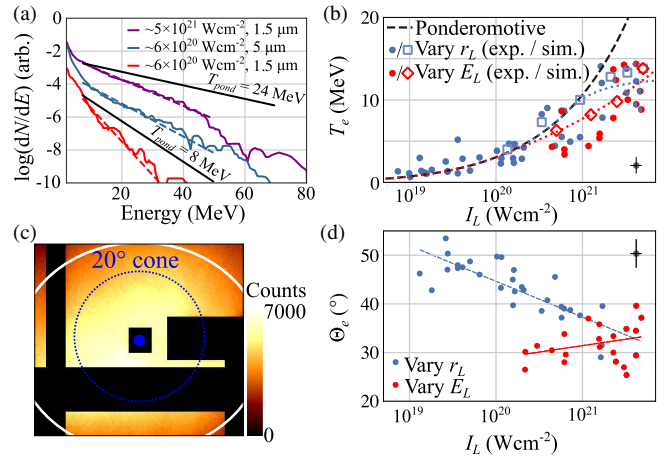 (a)
log(dN/dE) (arb.)
0
-2
-4
-6
-8
-10
~5×10²¹ Wcm⁻², 1.5 μm
~6×10²⁰ Wcm⁻², 5 μm
~6×10²⁰ Wcm⁻², 1.5 μm
T_pond = 24 MeV
T_pond = 8 MeV
20 40 60 80
Energy (MeV)
(b)
T_e (MeV)
20
15
10
5
0
Ponderomotive
/ Vary r_L (exp. / sim.)
/ Vary E_L (exp. / sim.)
10¹⁹ 10²⁰ 10²¹
I_L (Wcm⁻²)
(c)
20° cone
Counts
7000
0
(d)
Θ_e (°)
50
40
30
20
Vary r_L
Vary E_L
10¹⁹ 10²⁰ 10²¹
I_L (Wcm⁻²)